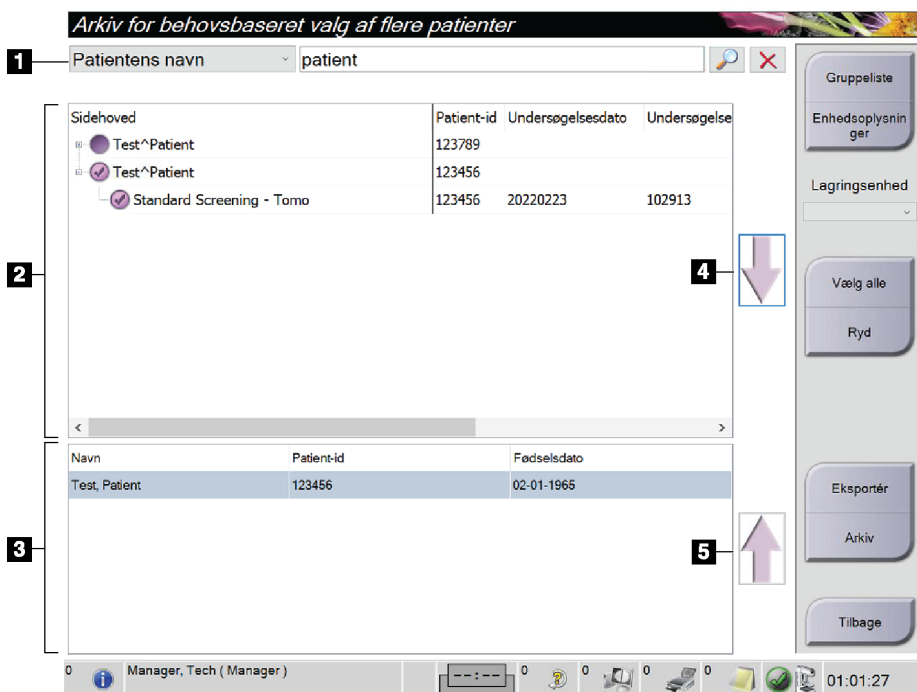 Arkiv for behovsbaseret valg af flere patienter
1
Patientens navn
patient
Gruppeliste
Enhedsoplysnin
ger
Lagringsenhed
2
Sidehoved Patient-id Undersøgelsesdato Undersøgelse
Test^Patient 123789
Test^Patient 123456
Standard Screening - Tomo 123456 20220223 102913
4
Vælg alle
Ryd
3
Navn Patient-id Fødselsdato
Test, Patient 123456 02-01-1965
5
Eksportér
Arkiv
Tilbage
0 Manager, Tech ( Manager ) --:-- 0 0 0 0 01:01:27